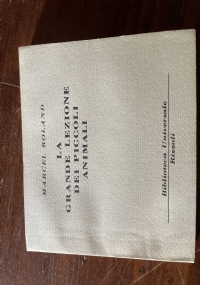 MARCEL ROLAND
LA
GRANDE LEZIONE
DEI PICCOLI
ANIMALI
Biblioteca Universale
Rizzoli